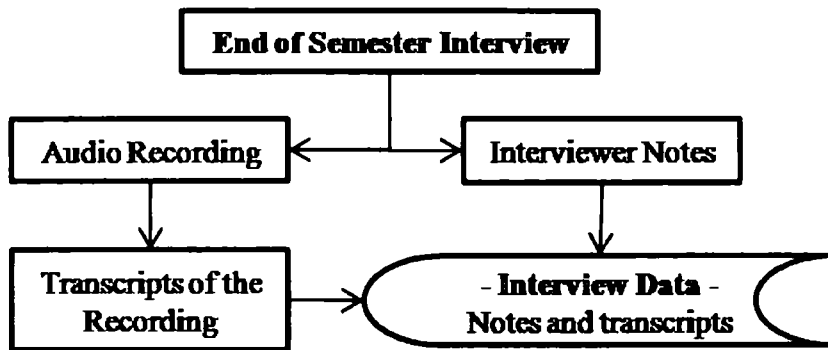 End of Semester Interview
Audio Recording
Interviewer Notes
Transcripts of the
Recording
- Interview Data -
Notes and transcripts